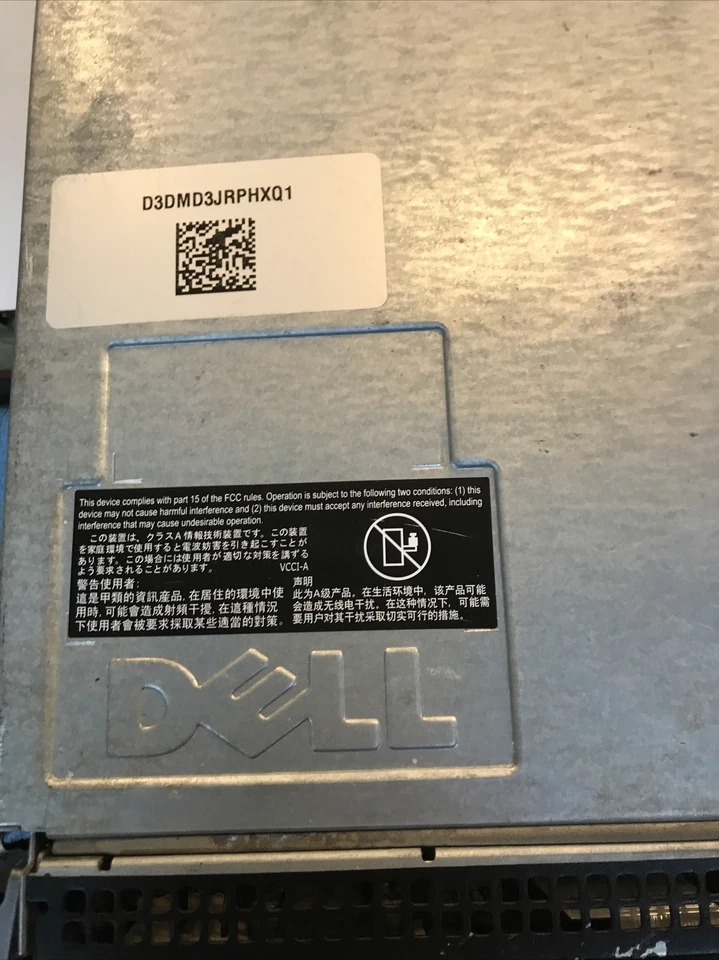 D3DMD3JRPHXQ1
This device complies with part 15 of the FCC rules. Operation is subject to the following two conditions: (1) this
device may not cause harmful interference and (2) this device must accept any interference received, including
interference that may cause undesirable operation.
この装置は、クラスA 情報技術装置です。この装置
を家庭環境で使用すると電波妨害を引き起こすことが
あります。この場合には使用者が適切な対策を講ずる
よう要求されることがあります。 VCCI-A
警告使用者:
這是甲類的資訊産品, 在居住的環境中使
用時, 可能會造成射頻干擾, 在這種情況
下使用者會被要求採取某些適當的對策。
声明
此为A级产品。在生活环境中，该产品可能
会造成无线电干扰。在这种情况下，可能需
要用户对其干扰采取切实可行的措施。
DELL